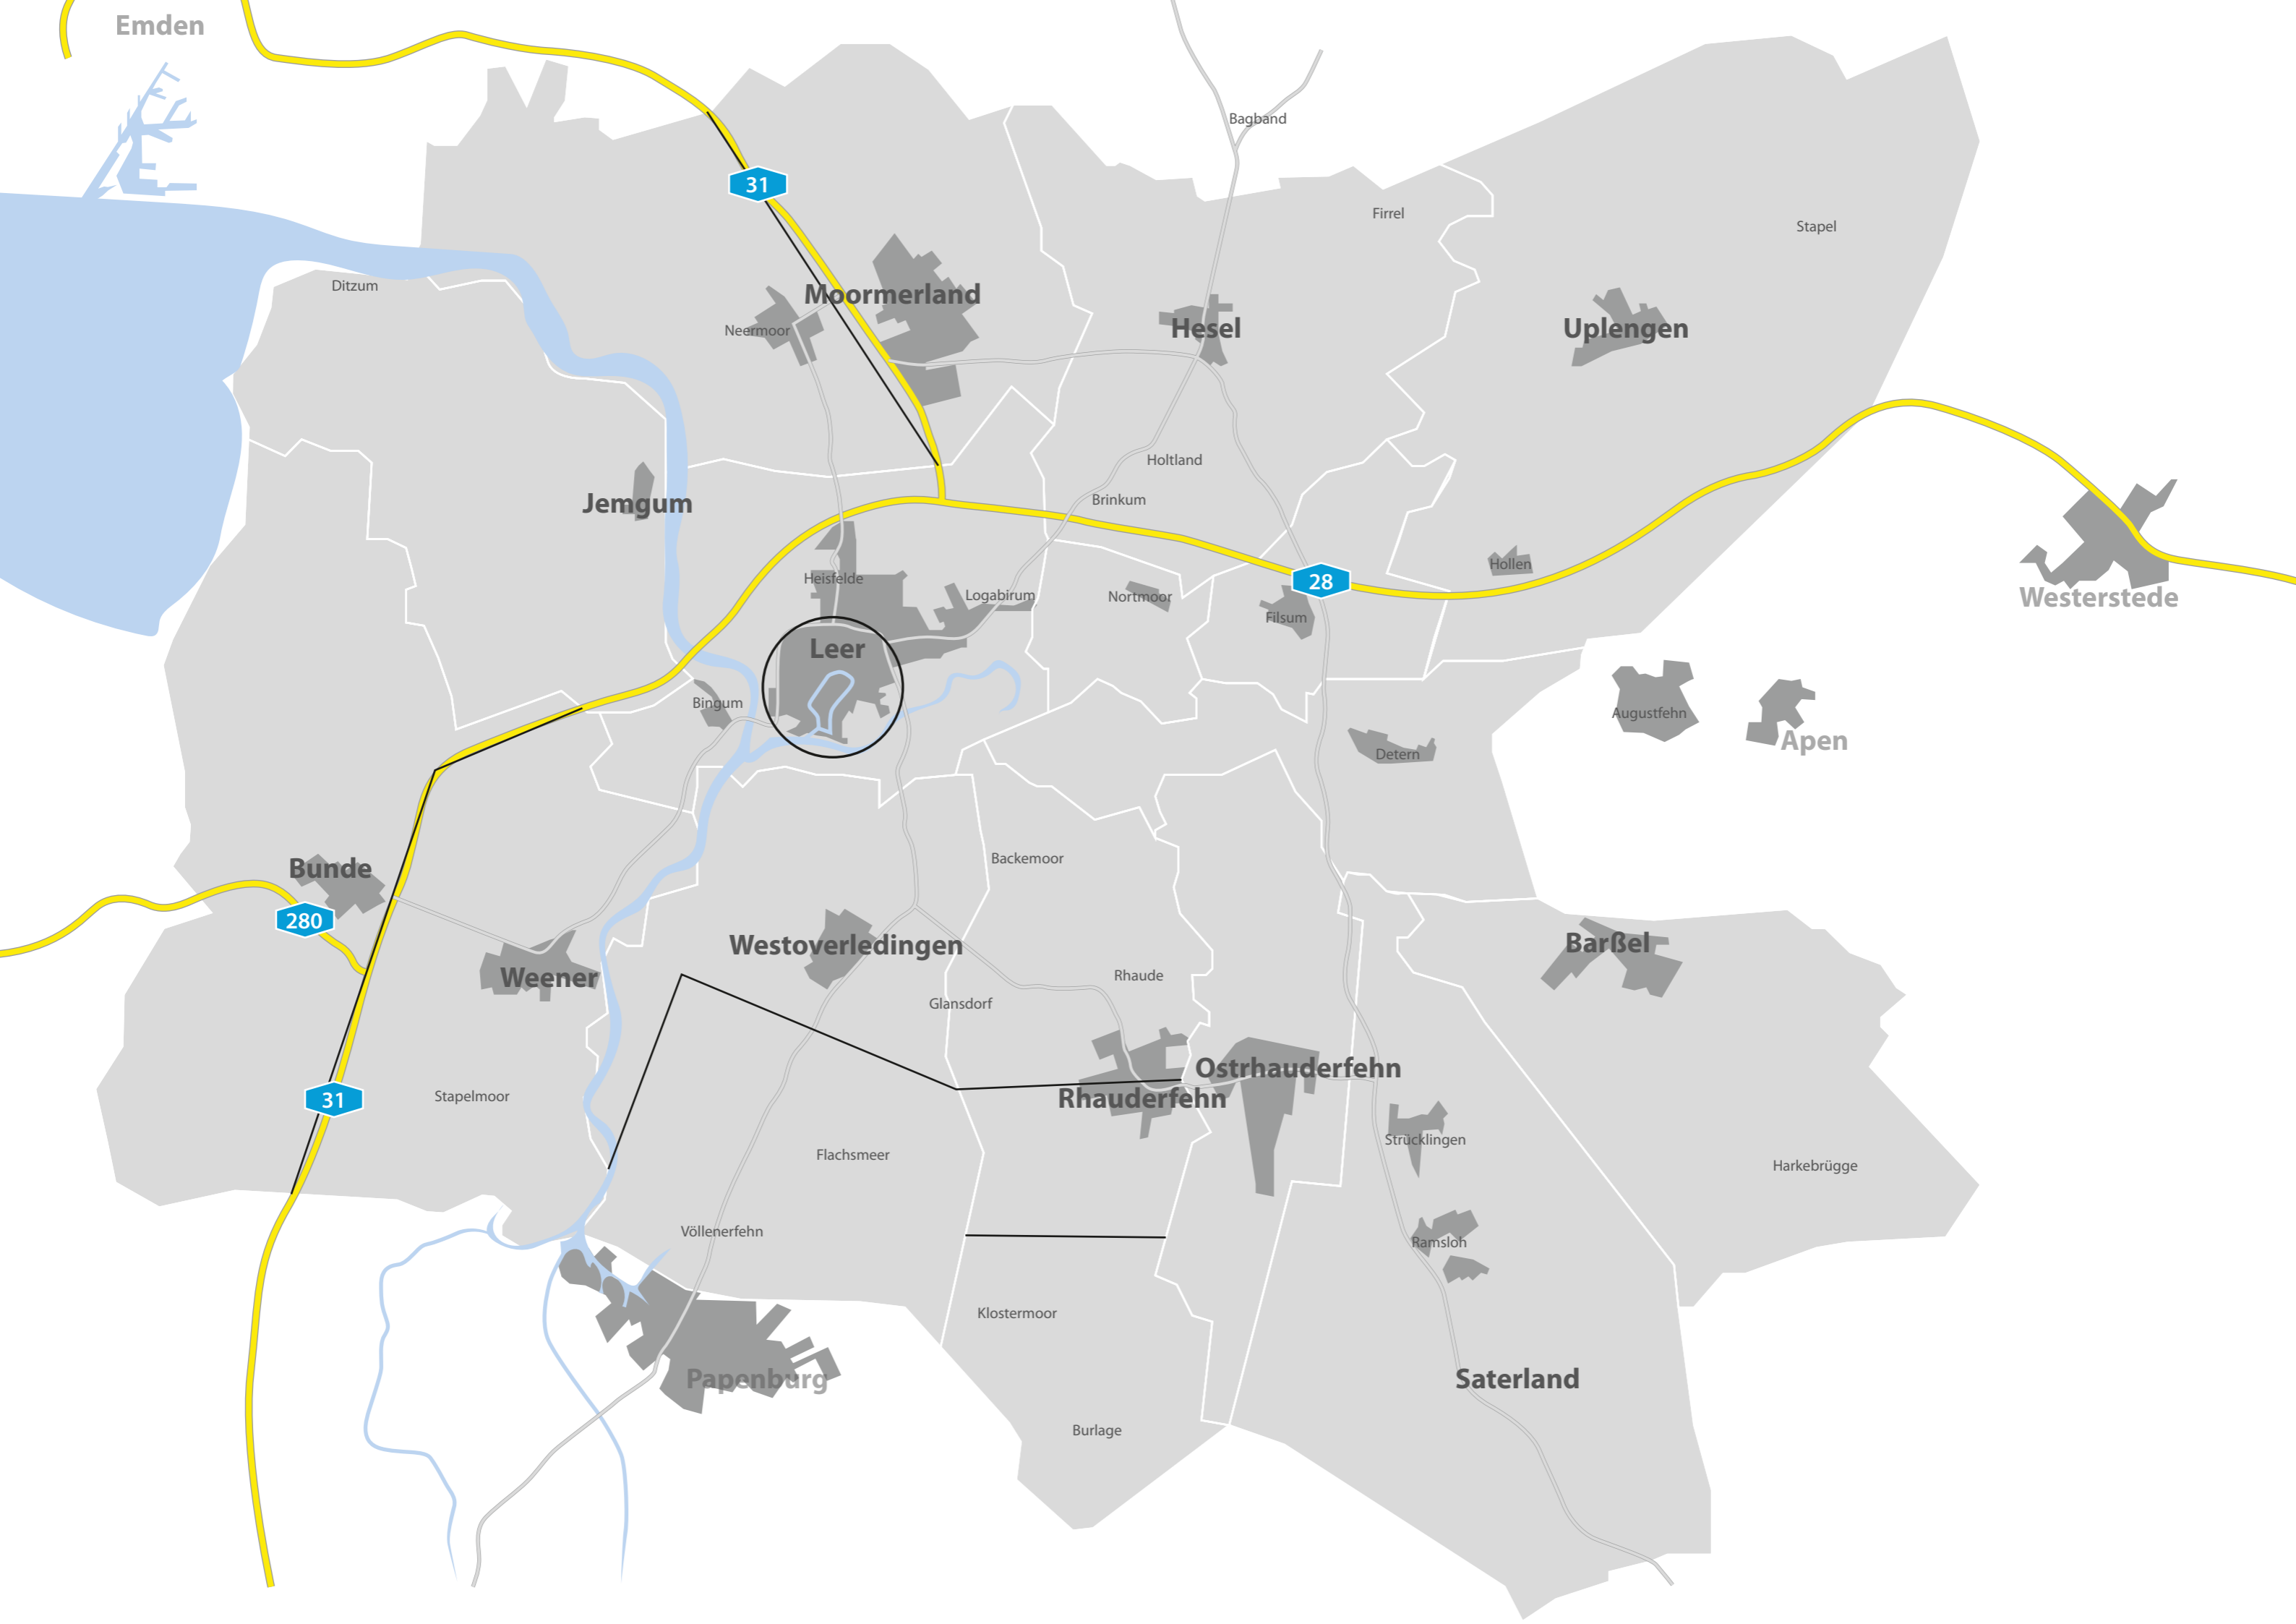 Emden
Bagband
31
Firrel
Stapel
Ditzum
Moormerland
Neermoor
Hesel
Uplengen
Holtland
Jemgum
Brinkum
Hollen
Heisfelde
28
Logabirum
Nortmoor
Westerstede
Filsum
Leer
Bingum
Augustfehn
Apen
Detern
Backemoor
Bunde
280
Westoverledingen
Barßel
Weener
Rhaude
Glansdorf
Ostrhauderfehn
Stapelmoor
31
Rhauderfehn
Strücklingen
Flachsmeer
Harkebrügge
Völlenerfehn
Ramsloh
Klostermoor
Papenburg
Saterland
Burlage